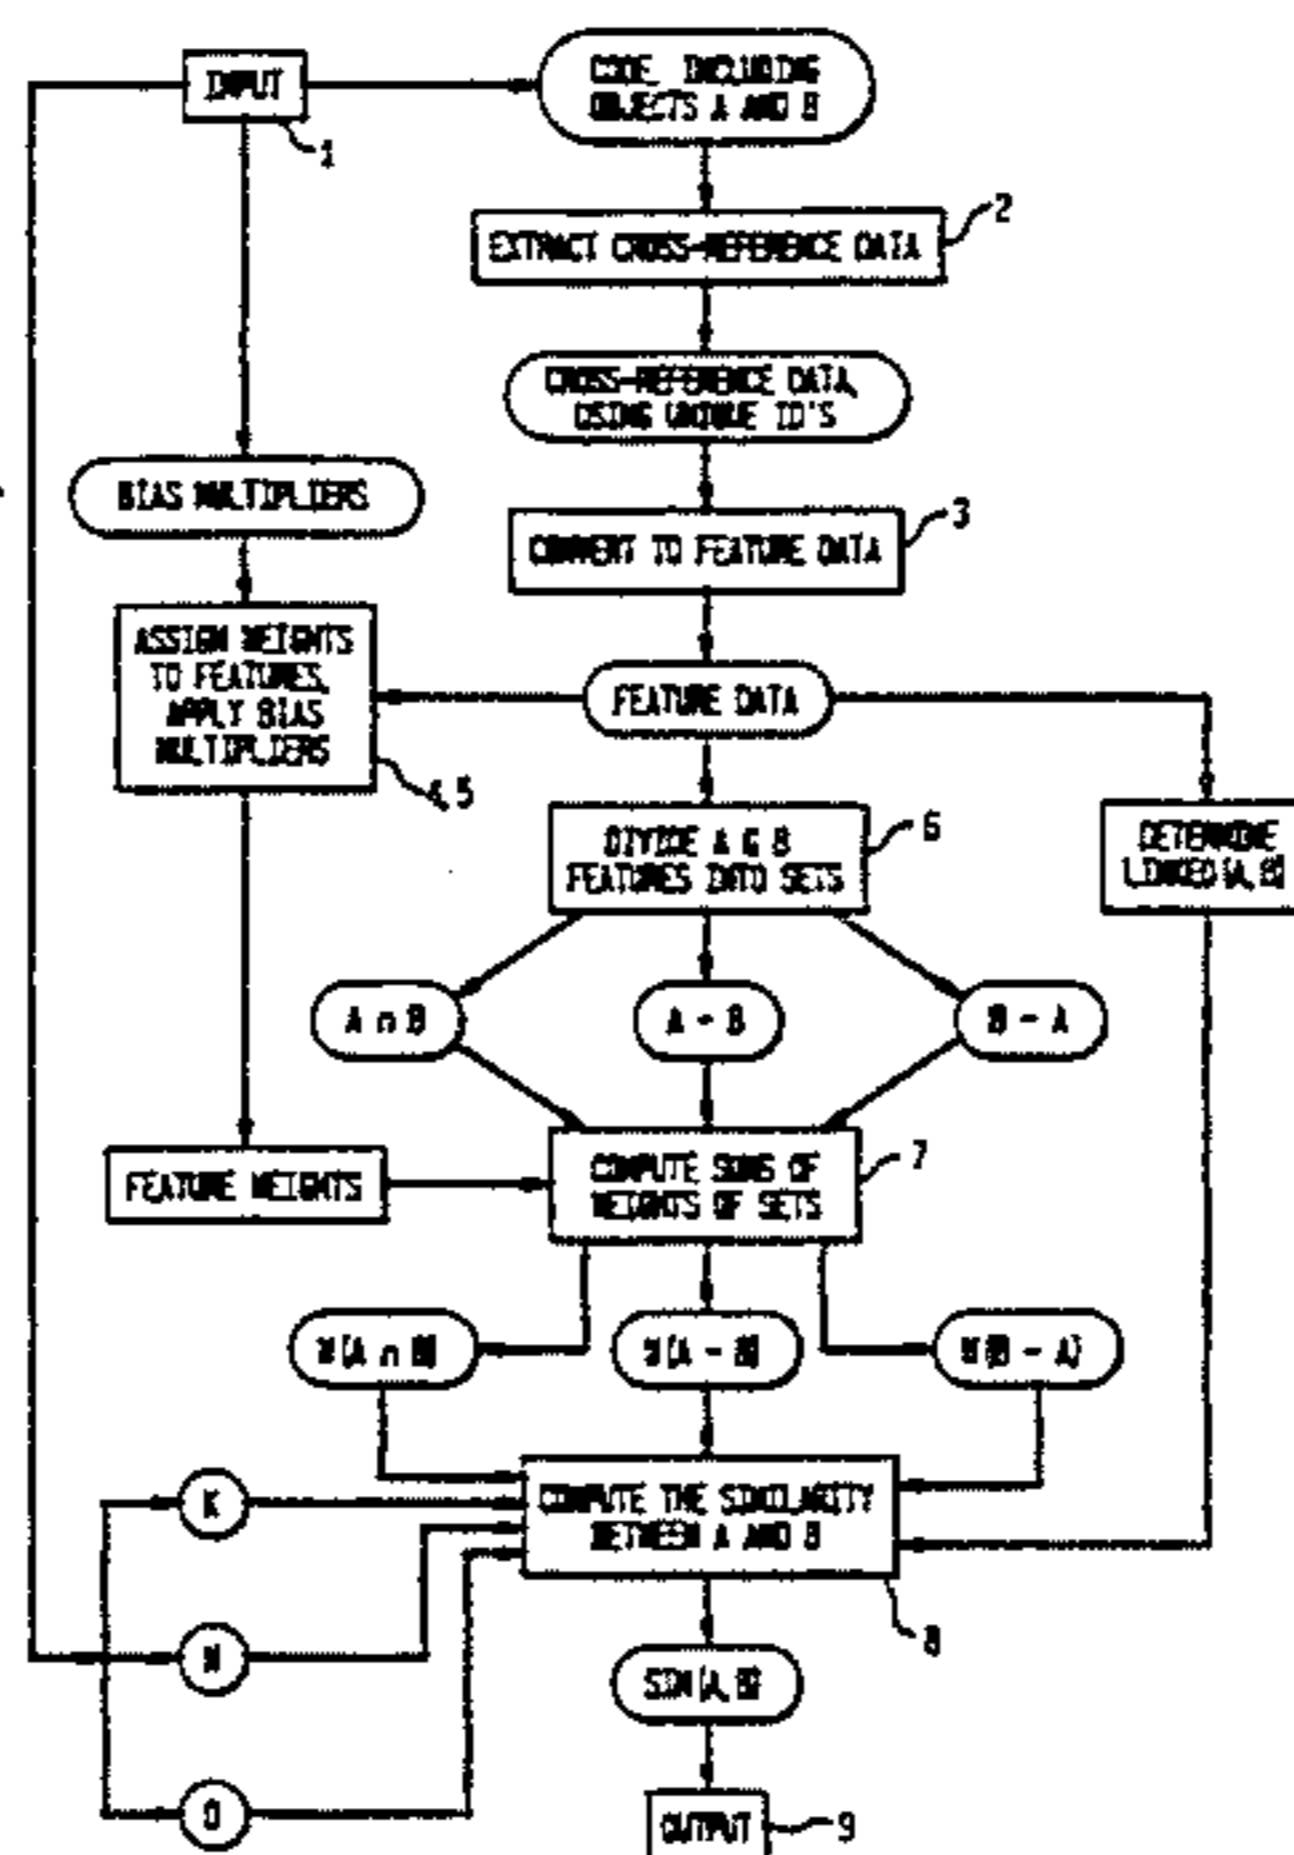 INPUT
1
CODE, INCLUDING
OBJECTS A AND B
2
EXTRACT CROSS-REFERENCE DATA
CROSS-REFERENCE DATA,
USING UNIQUE ID'S
BIAS MULTIPLIERS
3
CONVERT TO FEATURE DATA
ASSIGN WEIGHTS
TO FEATURES,
APPLY BIAS
MULTIPLIERS
4,5
FEATURE DATA
6
DIVIDE A & B
FEATURES INTO SETS
DETERMINE
LINKED(A,B)
A ∩ B
A - B
B - A
FEATURE WEIGHTS
COMPUTE SUMS OF
WEIGHTS OF SETS
7
W(A ∩ B)
W(A - B)
W(B - A)
K
COMPUTE THE SIMILARITY
BETWEEN A AND B
8
N
SIM(A,B)
D
OUTPUT
9